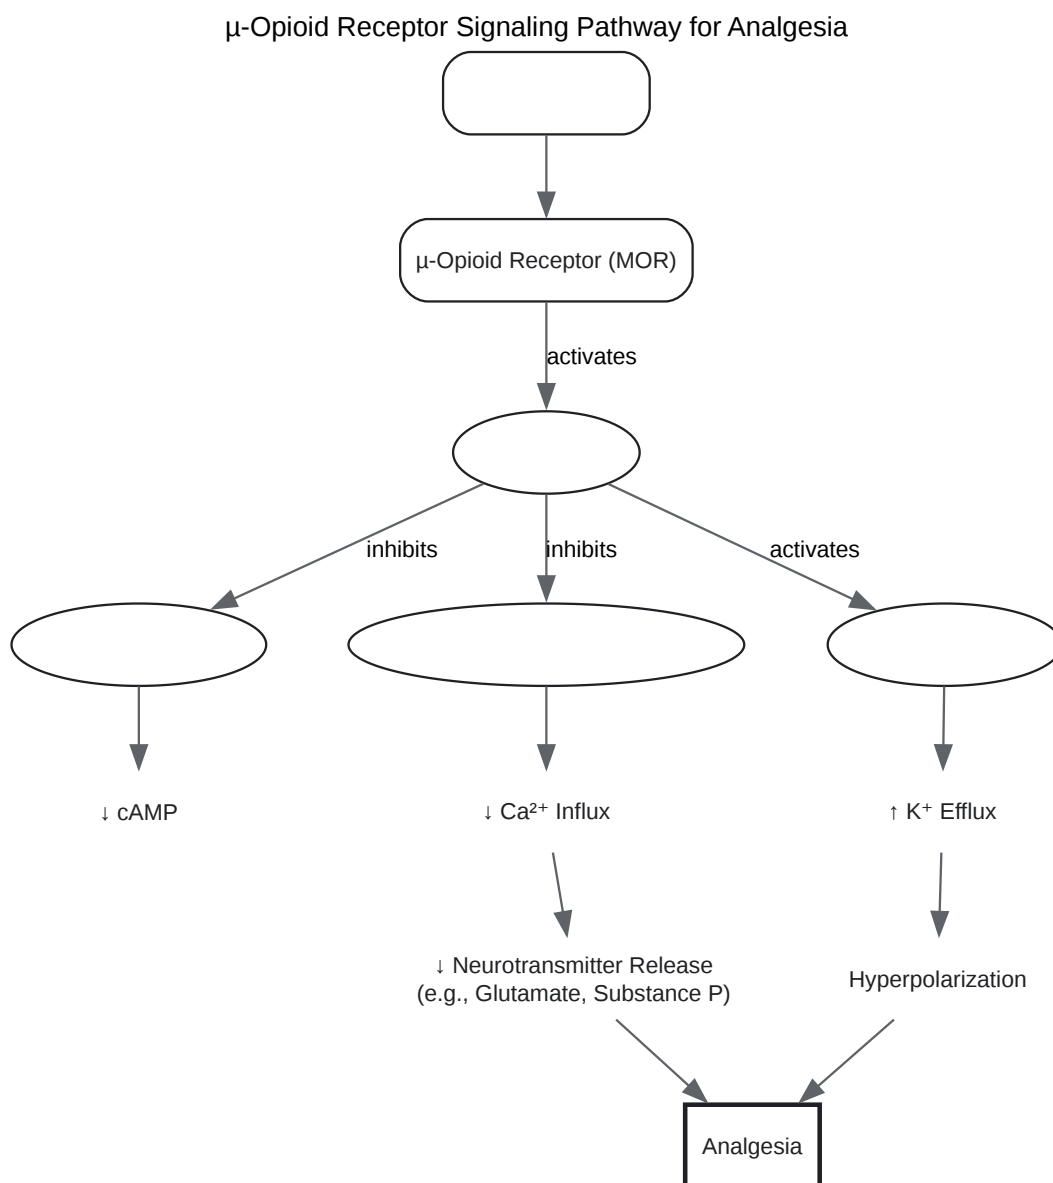 µ-Opioid Receptor Signaling Pathway for Analgesia
µ-Opioid Receptor (MOR)
activates
inhibits
inhibits
activates
↓ cAMP
↓ Ca²⁺ Influx
↑ K⁺ Efflux
↓ Neurotransmitter Release
(e.g., Glutamate, Substance P)
Hyperpolarization
Analgesia